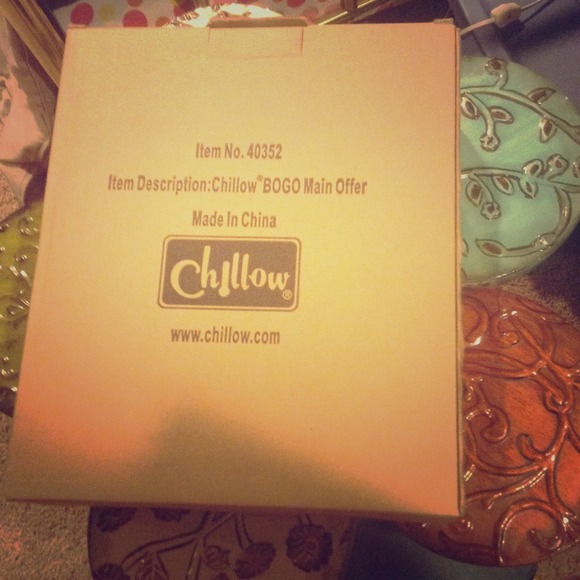 Item No. 40352
Item Description:Chillow®BOGO Main Offer
Made In China
Chillow®
www.chillow.com